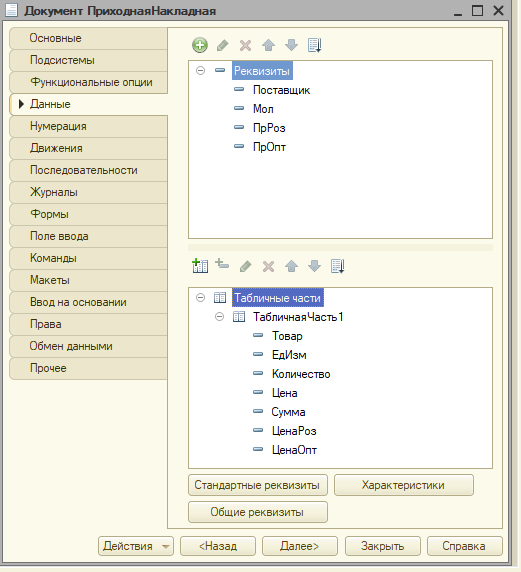 Документ ПриходнаяНакладная
Основные
Подсистемы
Функциональные опции
Данные
Нумерация
Движения
Последовательности
Журналы
Формы
Поле ввода
Команды
Макеты
Ввод на основании
Права
Обмен данными
Прочее
Реквизиты
Поставщик
Мол
ПрРоз
ПрОпт
Табличные части
ТабличнаяЧасть1
Товар
ЕдИзм
Количество
Цена
Сумма
ЦенаРоз
ЦенаОпт
Стандартные реквизиты
Характеристики
Общие реквизиты
Действия
<Назад
Далее>
Закрыть
Справка